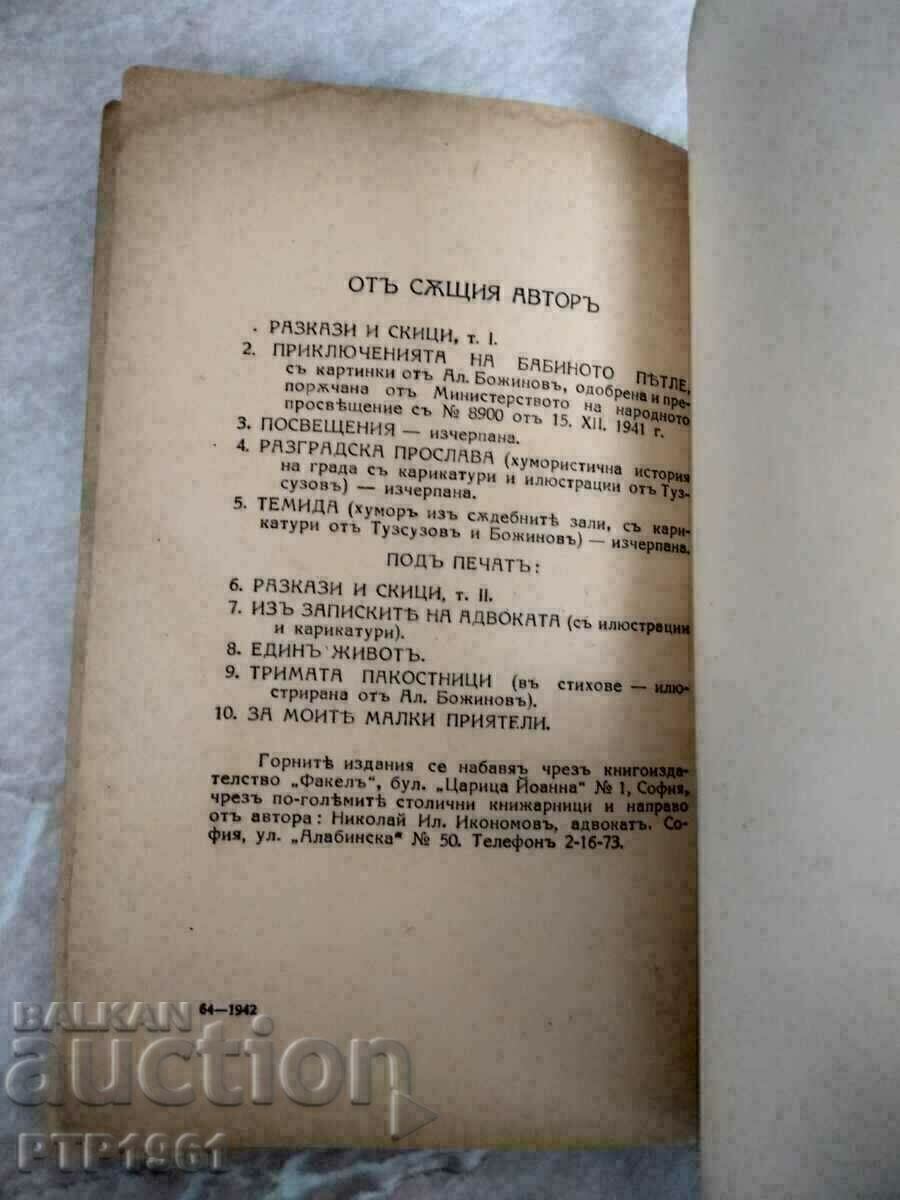 ОТЪ СѪЩИЯ АВТОРЪ
. РАЗКАЗИ И СКИЦИ, т. I.
2. ПРИКЛЮЧЕНИЯТА НА БАБИНОТО ПѢТЛЕ,
съ картинки отъ Ал. Божиновъ, одобрена и пре-
порѫчана отъ Министерството на народното
просвѣщение съ № 8900 отъ 15. XII. 1941 г.
3. ПОСВЕЩЕНИЯ — изчерпана.
4. РАЗГРАДСКА ПРОСЛАВА (хумористична история
на града съ карикатури и илюстрации отъ Туз-
сузовъ) — изчерпана.
5. ТЕМИДА (хуморъ изъ сѫдебнитѣ зали, съ кари-
катури отъ Тузсузовъ и Божиновъ) — изчерпана.
ПОДЪ ПЕЧАТЪ:
6. РАЗКАЗИ И СКИЦИ, т. II.
7. ИЗЪ ЗАПИСКИТѢ НА АДВОКАТА (съ илюстрации
и карикатури).
8. ЕДИНЪ ЖИВОТЪ.
9. ТРИМАТА ПАКОСТНИЦИ (въ стихове — илю-
стрирана отъ Ал. Божиновъ).
10. ЗА МОИТѢ МАЛКИ ПРИЯТЕЛИ.
Горнитѣ издания се набавятъ чрезъ книгоизда-
телство „Факелъ“, бул. „Царица Йоанна“ № 1, София,
чрезъ по-голѣмитѣ столични книжарници и направо
отъ автора: Николай Ил. Икономовъ, адвокатъ. Со-
фия, ул. „Алабинска“ № 50. Телефонъ 2-16-73.
64—1942
BALKAN
auction
PTP1961